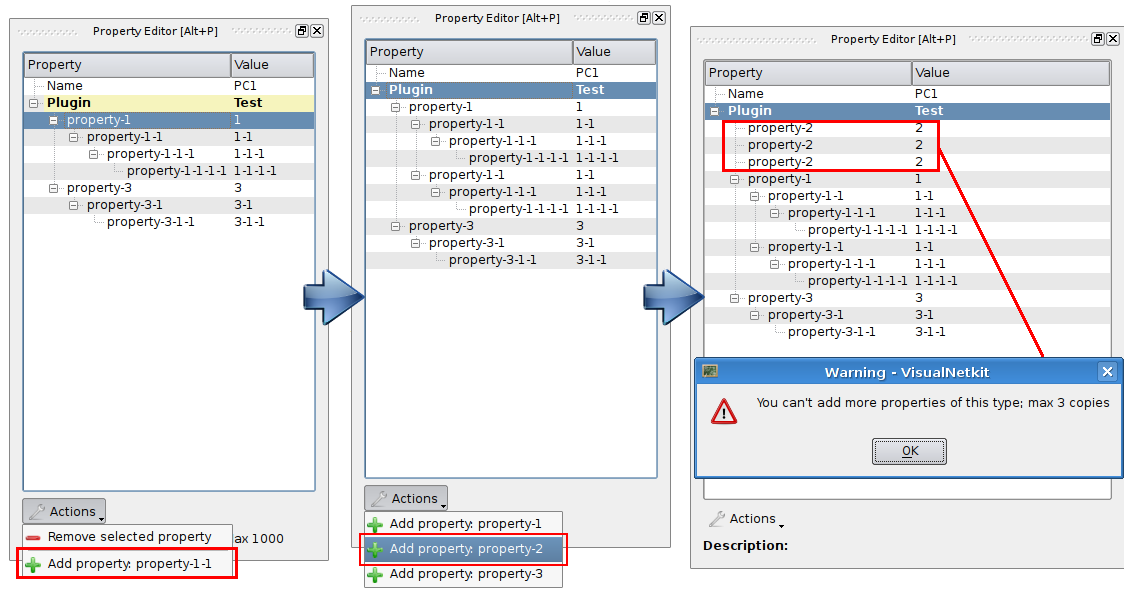 Property Editor [Alt+P]
Property Value
Name PC1
Plugin Test
property-1 1
property-1-1 1-1
property-1-1-1 1-1-1
property-1-1-1-1 1-1-1-1
property-3 3
property-3-1 3-1
property-3-1-1 3-1-1
Actions
Remove selected property
ax 1000
Add property: property-1-1
Property Editor [Alt+P]
Property Value
Name PC1
Plugin Test
property-1 1
property-1-1 1-1
property-1-1-1 1-1-1
property-1-1-1-1 1-1-1-1
property-1-1 1-1
property-1-1-1 1-1-1
property-1-1-1-1 1-1-1-1
property-3 3
property-3-1 3-1
property-3-1-1 3-1-1
Actions
Add property: property-1
Add property: property-2
Add property: property-3
Property Editor [Alt+P]
Property Value
Name PC1
Plugin Test
property-2 2
property-2 2
property-2 2
property-1 1
property-1-1 1-1
property-1-1-1 1-1-1
property-1-1-1-1 1-1-1-1
property-1-1 1-1
property-1-1-1 1-1-1
property-1-1-1-1 1-1-1-1
property-3 3
property-3-1 3-1
property-3-1-1 3-1-1
Warning - VisualNetkit
You can't add more properties of this type; max 3 copies
OK
Actions
Description: